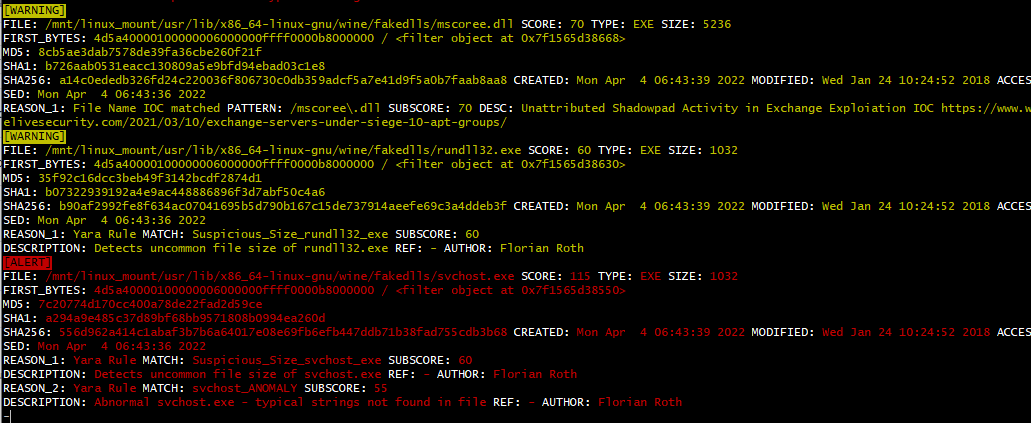 [WARNING]
FILE: /mnt/linux_mount/usr/lib/x86_64-linux-gnu/wine/fakedlls/mscoree.dll SCORE: 70 TYPE: EXE SIZE: 5236
FIRST_BYTES: 4d5a40000100000006000000ffff0000b8000000 / <filter object at 0x7f1565d38668>
MD5: 8cb5ae3dab7578de39fa36cbe260f21f
SHA1: b726aab0531eacc130809a5e9bfd94ebad03c1e8
SHA256: a14c0ededb326fd24c220036f806730c0db359adcf5a7e41d9f5a0b7faab8aa8 CREATED: Mon Apr  4 06:43:39 2022 MODIFIED: Wed Jan 24 10:24:52 2018 ACCES
SED: Mon Apr  4 06:43:36 2022
REASON_1: File Name IOC matched PATTERN: /mscoree\.dll SUBSCORE: 70 DESC: Unattributed Shadowpad Activity in Exchange Exploiation IOC https://www.w
elivesecurity.com/2021/03/10/exchange-servers-under-siege-10-apt-groups/
[WARNING]
FILE: /mnt/linux_mount/usr/lib/x86_64-linux-gnu/wine/fakedlls/rundll32.exe SCORE: 60 TYPE: EXE SIZE: 1032
FIRST_BYTES: 4d5a40000100000006000000ffff0000b8000000 / <filter object at 0x7f1565d38630>
MD5: 35f92c16dcc3beb49f3142bcdf2874d1
SHA1: b07322939192a4e9ac448886896f3d7abf50c4a6
SHA256: b90af2992fe8f634ac07041695b5d790b167c15de737914aeefe69c3a4ddeb3f CREATED: Mon Apr  4 06:43:39 2022 MODIFIED: Wed Jan 24 10:24:52 2018 ACCES
SED: Mon Apr  4 06:43:36 2022
REASON_1: Yara Rule MATCH: Suspicious_Size_rundll32_exe SUBSCORE: 60
DESCRIPTION: Detects uncommon file size of rundll32.exe REF: - AUTHOR: Florian Roth
[ALERT]
FILE: /mnt/linux_mount/usr/lib/x86_64-linux-gnu/wine/fakedlls/svchost.exe SCORE: 115 TYPE: EXE SIZE: 1032
FIRST_BYTES: 4d5a40000100000006000000ffff0000b8000000 / <filter object at 0x7f1565d38550>
MD5: 7c20774d170cc400a78de22fad2d59ce
SHA1: a294a9e485c37d89bf68bb9571808b0994ea260d
SHA256: 556d962a414c1abaf3b7b6a64017e08e69fb6efb447ddb71b38fad755cdb3b68 CREATED: Mon Apr  4 06:43:39 2022 MODIFIED: Wed Jan 24 10:24:52 2018 ACCES
SED: Mon Apr  4 06:43:36 2022
REASON_1: Yara Rule MATCH: Suspicious_Size_svchost_exe SUBSCORE: 60
DESCRIPTION: Detects uncommon file size of svchost.exe REF: - AUTHOR: Florian Roth
REASON_2: Yara Rule MATCH: svchost_ANOMALY SUBSCORE: 55
DESCRIPTION: Abnormal svchost.exe - typical strings not found in file REF: - AUTHOR: Florian Roth
-